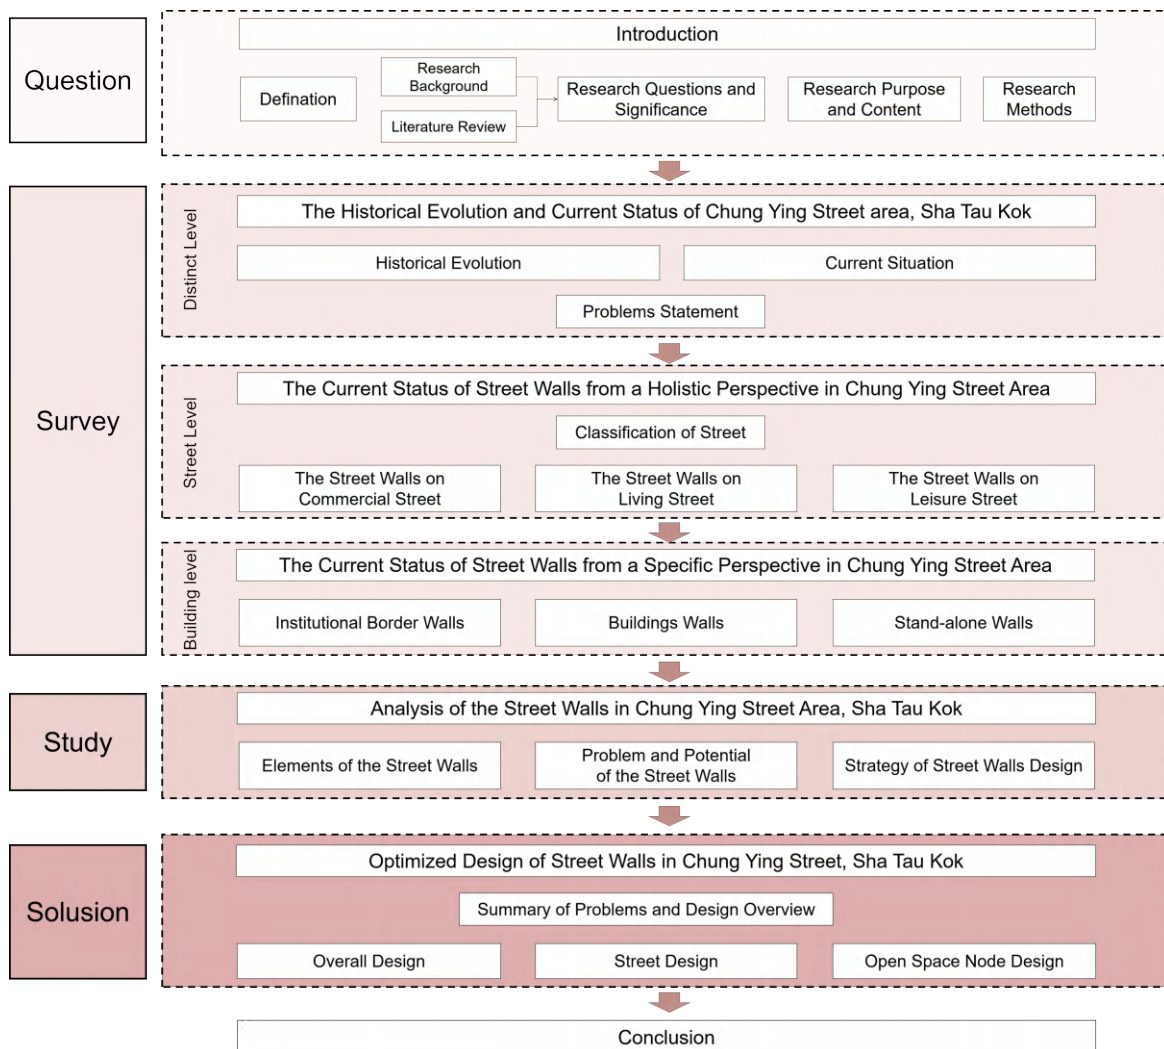 Question
Introduction
Defination
Research
Background
Literature Review
Research Questions and
Significance
Research Purpose
and Content
Research
Methods
Survey
Distinct Level
The Historical Evolution and Current Status of Chung Ying Street area, Sha Tau Kok
Historical Evolution
Current Situation
Problems Statement
Street Level
The Current Status of Street Walls from a Holistic Perspective in Chung Ying Street Area
Classification of Street
The Street Walls on
Commercial Street
The Street Walls on
Living Street
The Street Walls on
Leisure Street
Building level
The Current Status of Street Walls from a Specific Perspective in Chung Ying Street Area
Institutional Border Walls
Buildings Walls
Stand-alone Walls
Study
Analysis of the Street Walls in Chung Ying Street Area, Sha Tau Kok
Elements of the Street Walls
Problem and Potential
of the Street Walls
Strategy of Street Walls Design
Solusion
Optimized Design of Street Walls in Chung Ying Street, Sha Tau Kok
Summary of Problems and Design Overview
Overall Design
Street Design
Open Space Node Design
Conclusion